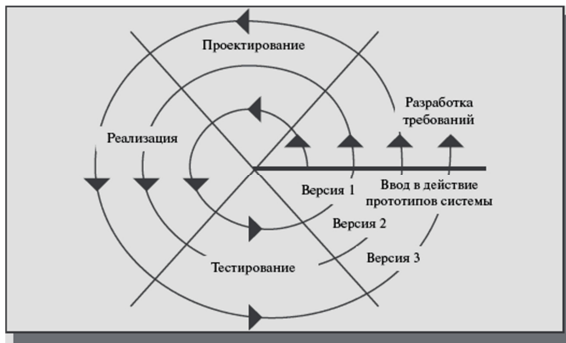 Проектирование
Разработка
требований
Реализация
Версия 1
Ввод в действие
прототипов системы
Версия 2
Версия 3
Тестирование